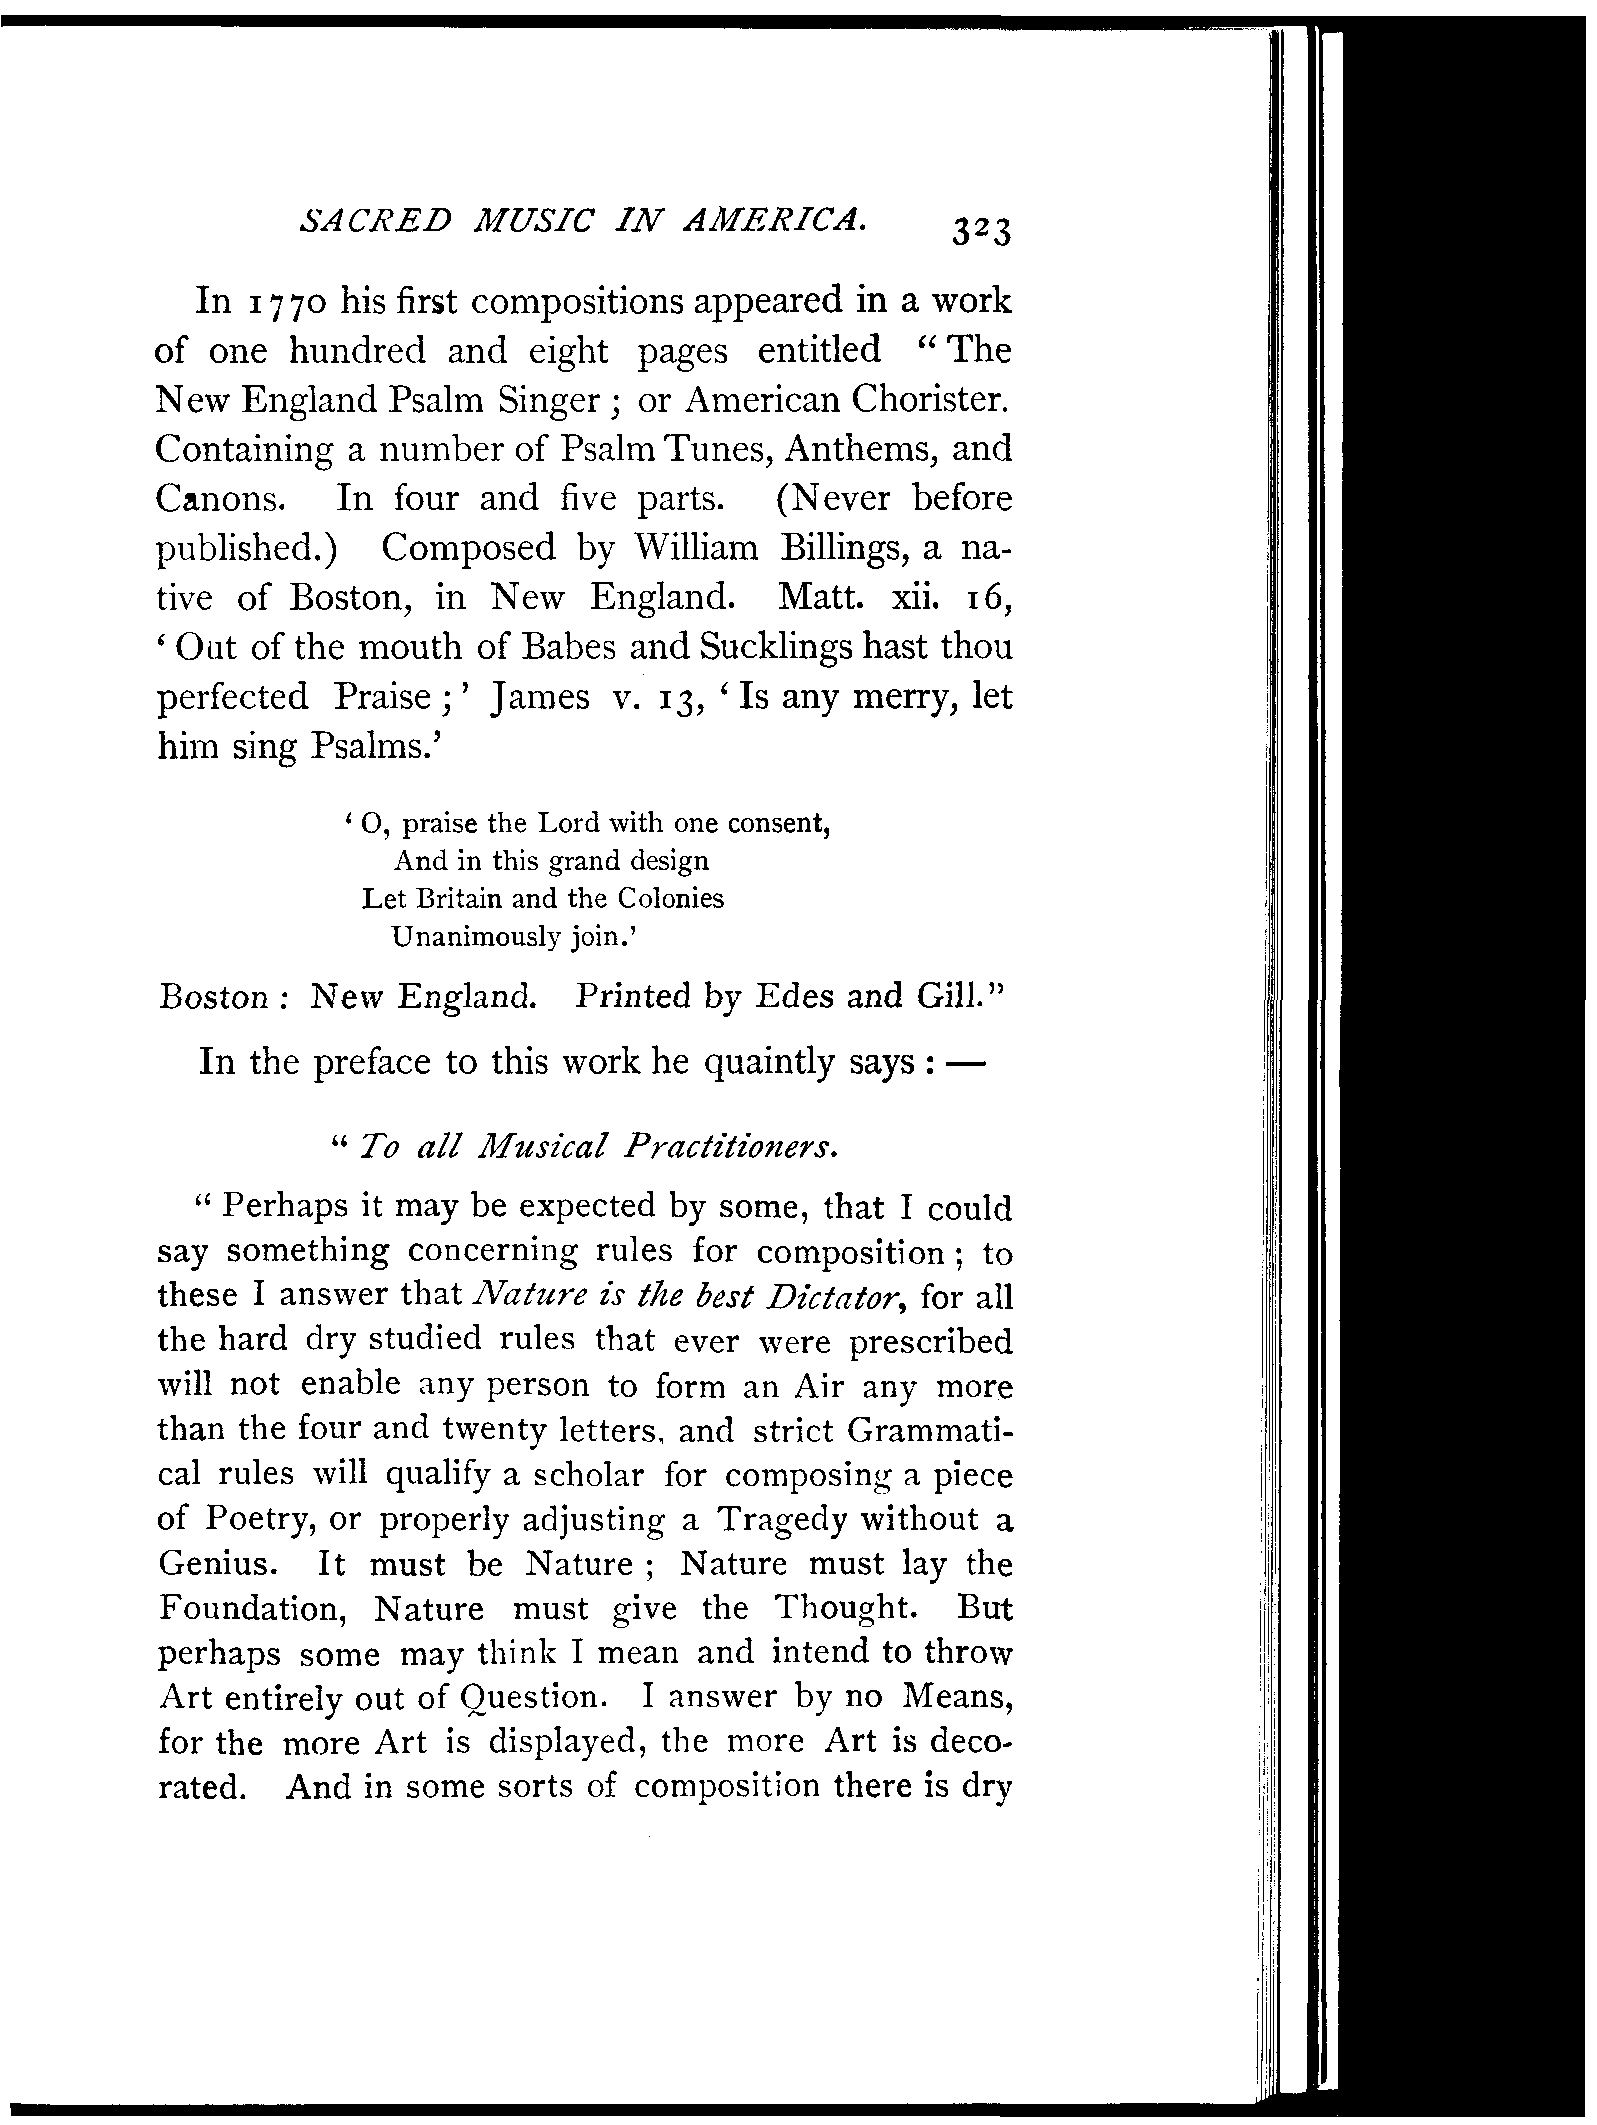 SACRED MUSIC IN AMERICA. 323
In 1770 his first compositions appeared in a work
of one hundred and eight pages entitled “ The
New England Psalm Singer ; or American Chorister.
Containing a number of Psalm Tunes, Anthems, and
Canons. In four and five parts. (Never before
published.) Composed by William Billings, a na-
tive of Boston, in New England. Matt. xii. 16,
‘ Out of the mouth of Babes and Sucklings hast thou
perfected Praise ; ’ James v. 13, ‘ Is any merry, let
him sing Psalms.’
‘ O, praise the Lord with one consent,
And in this grand design
Let Britain and the Colonies
Unanimously join.’
Boston : New England. Printed by Edes and Gill.”
In the preface to this work he quaintly says : —
“ To all Musical Practitioners.
“ Perhaps it may be expected by some, that I could
say something concerning rules for composition ; to
these I answer that Nature is the best Dictator, for all
the hard dry studied rules that ever were prescribed
will not enable any person to form an Air any more
than the four and twenty letters, and strict Grammati-
cal rules will qualify a scholar for composing a piece
of Poetry, or properly adjusting a Tragedy without a
Genius. It must be Nature ; Nature must lay the
Foundation, Nature must give the Thought. But
perhaps some may think I mean and intend to throw
Art entirely out of Question. I answer by no Means,
for the more Art is displayed, the more Art is deco-
rated. And in some sorts of composition there is dry